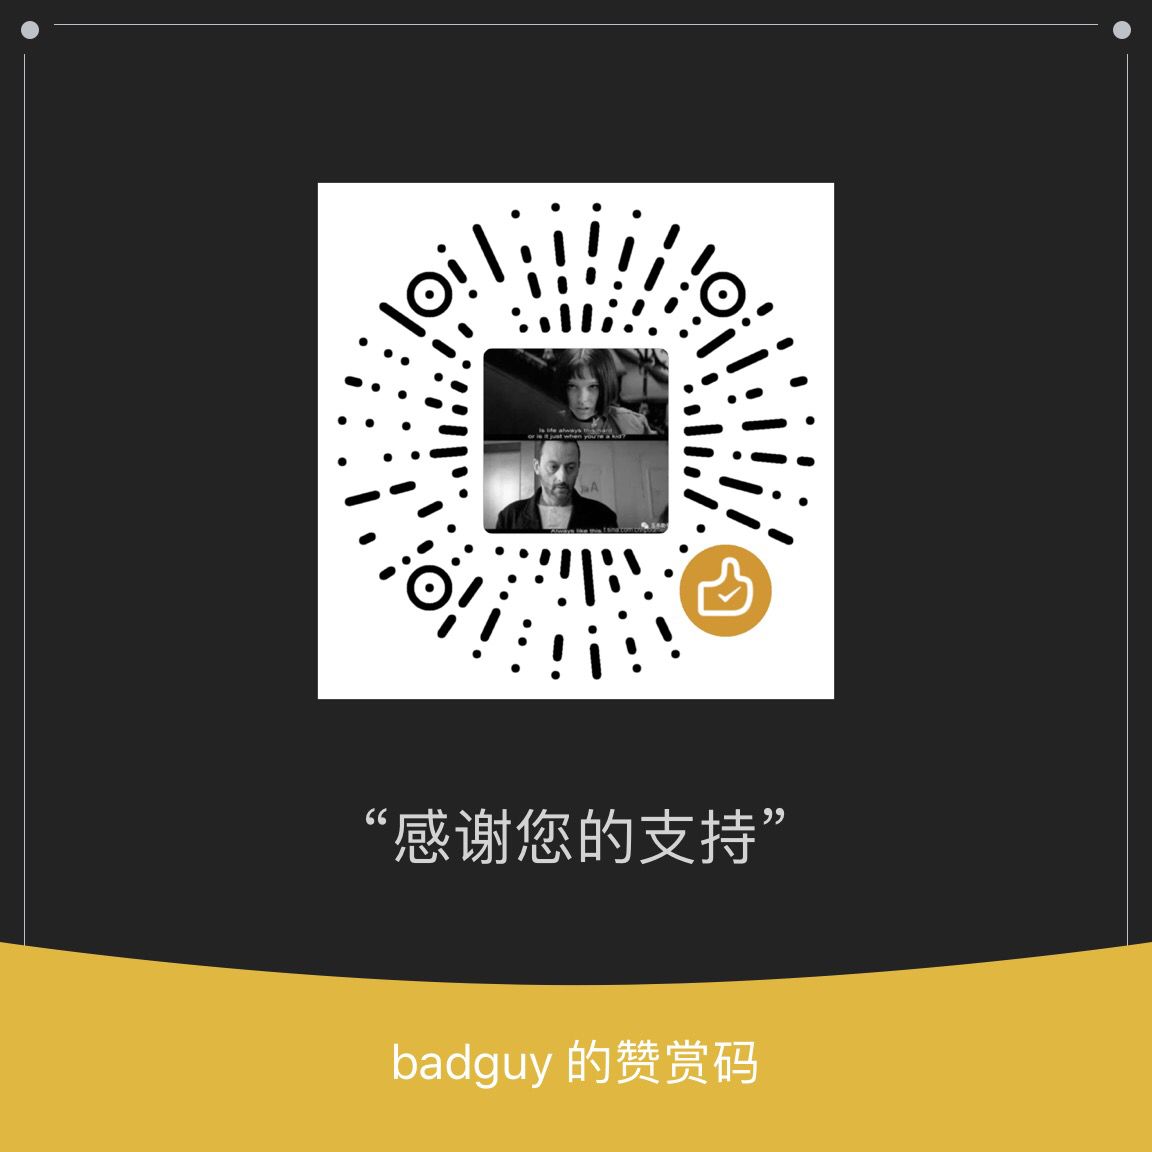 Is life always this hard
or is it just when you're a kid?
Always like this.
“感谢您的支持”
badguy 的赞赏码